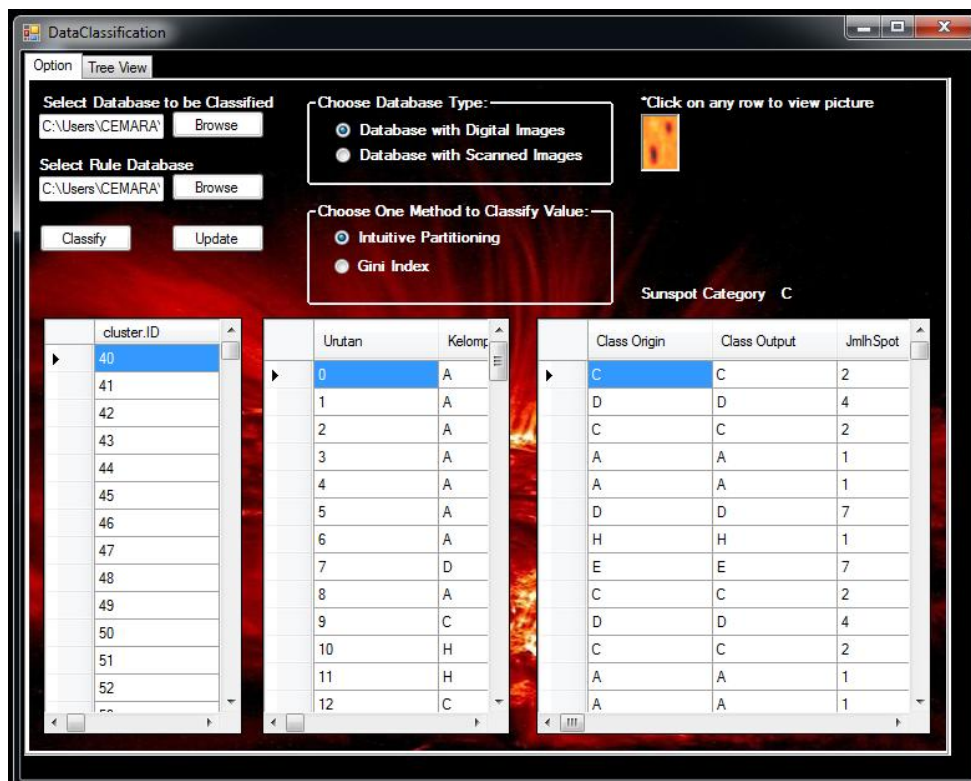 DataClassification
Option Tree View
Select Database to be Classified
C:\Users\CEMARA\ Browse
Select Rule Database
C:\Users\CEMARA\ Browse
Classify Update
Choose Database Type:
Database with Digital Images
Database with Scanned Images
Choose One Method to Classify Value:
Intuitive Partitioning
Gini Index
*Click on any row to view picture
Sunspot Category C
cluster.ID
40
41
42
43
44
45
46
47
48
49
50
51
52
Urutan Kelomp
0 A
1 A
2 A
3 A
4 A
5 A
6 A
7 D
8 A
9 C
10 H
11 H
12 C
Class Origin Class Output JmlhSpot
C C 2
D D 4
C C 2
A A 1
A A 1
D D 7
H H 1
E E 7
C C 2
D D 4
C C 2
A A 1
A A 1